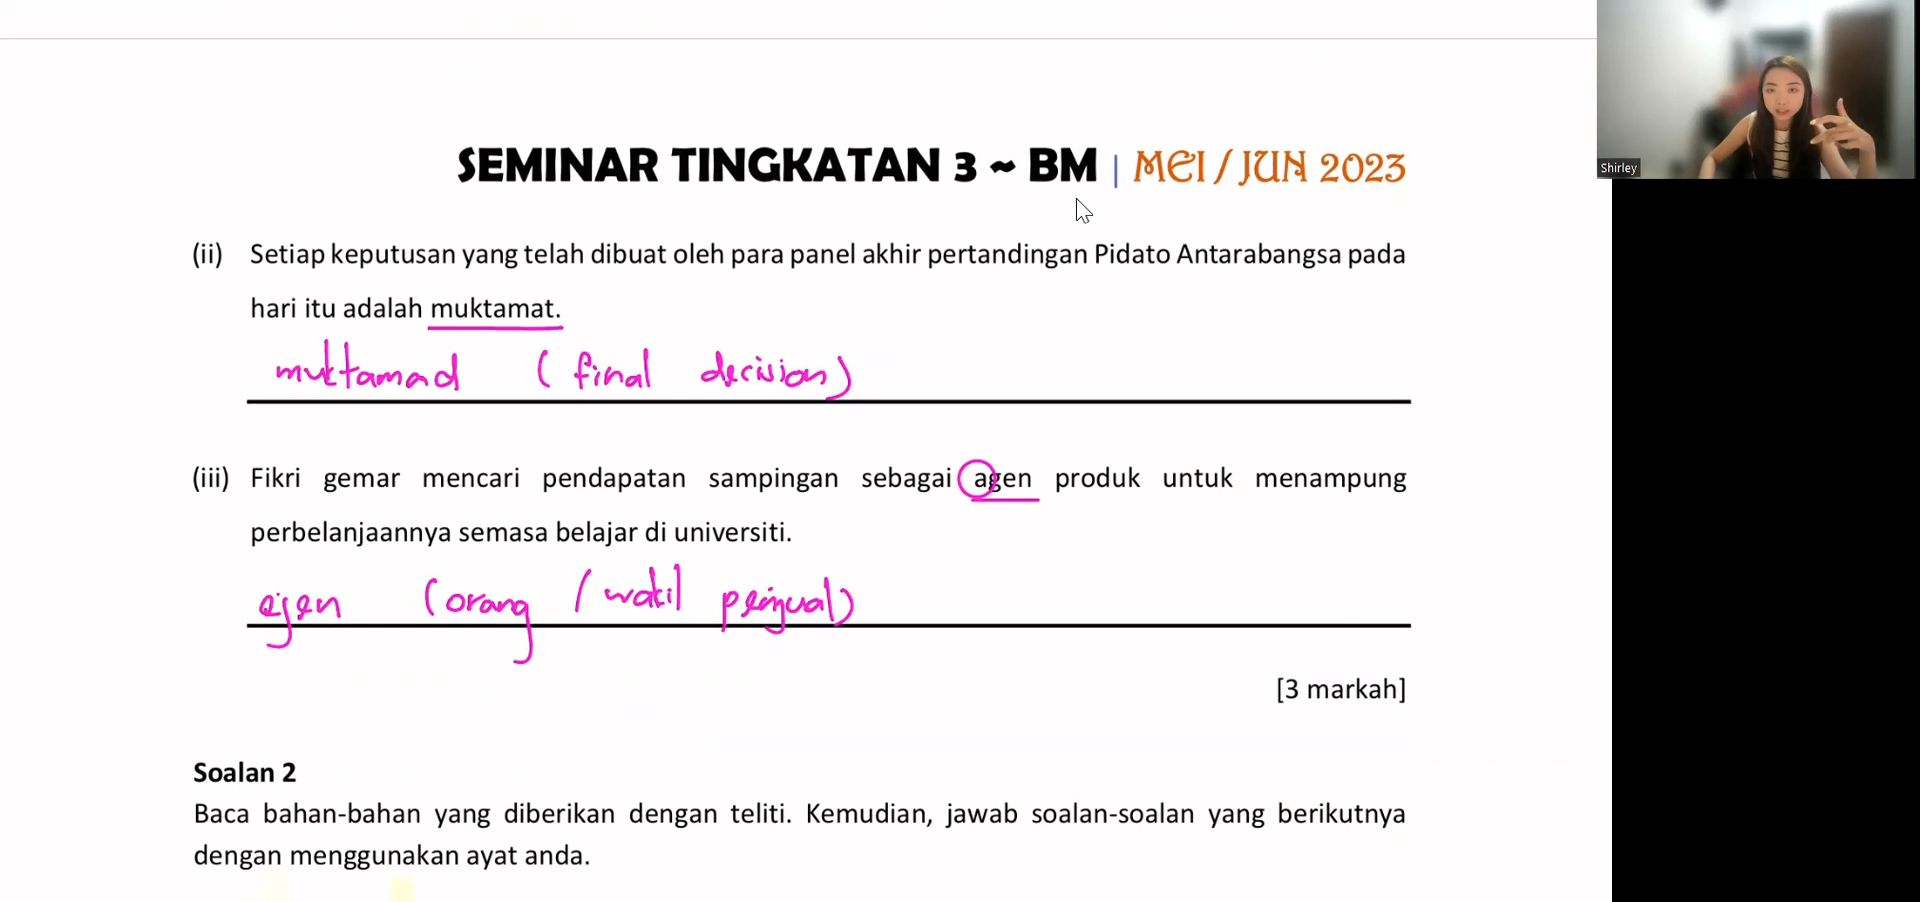 SEMINAR TINGKATAN 3 ~ BM | MEI / JUN 2023
Shirley
(ii) Setiap keputusan yang telah dibuat oleh para panel akhir pertandingan Pidato Antarabangsa pada
hari itu adalah muktamat.
muktamad (final decision)
(iii) Fikri gemar mencari pendapatan sampingan sebagai agen produk untuk menampung
perbelanjaannya semasa belajar di universiti.
ejen (orang / wakil penjual)
[3 markah]
Soalan 2
Baca bahan-bahan yang diberikan dengan teliti. Kemudian, jawab soalan-soalan yang berikutnya
dengan menggunakan ayat anda.